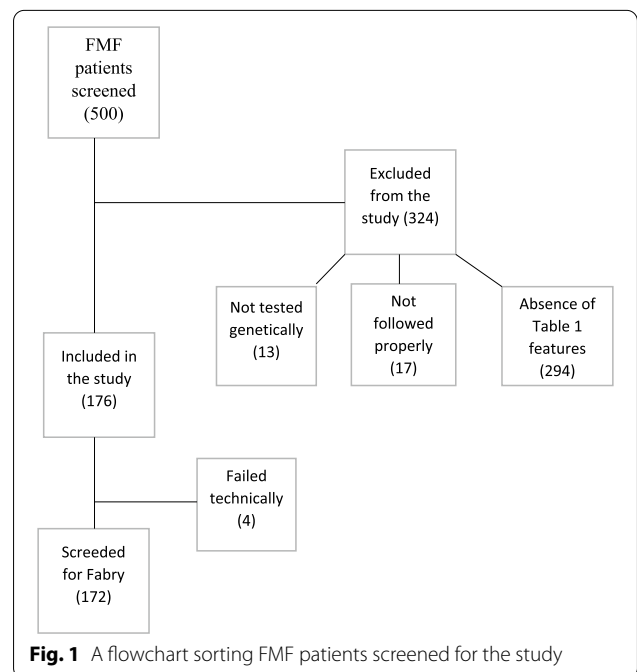 FMF
patients
screened
(500)
Excluded
from the
study (324)
Not tested
genetically
(13)
Not
followed
properly
(17)
Absence of
Table 1
features
(294)
Included in
the study
(176)
Failed
technically
(4)
Screeded
for Fabry
(172)
Fig. 1 A flowchart sorting FMF patients screened for the study